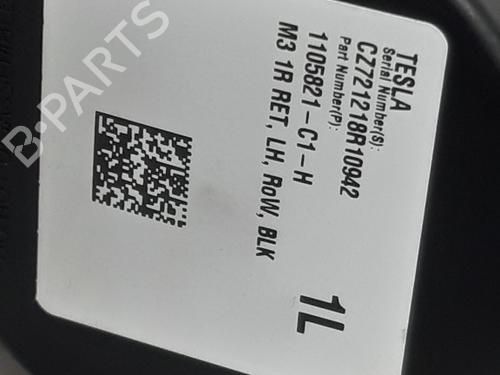 TESLA
Serial Number(S):
CZ721218R10942
Part Number(P):
1105821-C1-H
M3 1R RET, LH, RoW, BLK
1L
B-PARTS